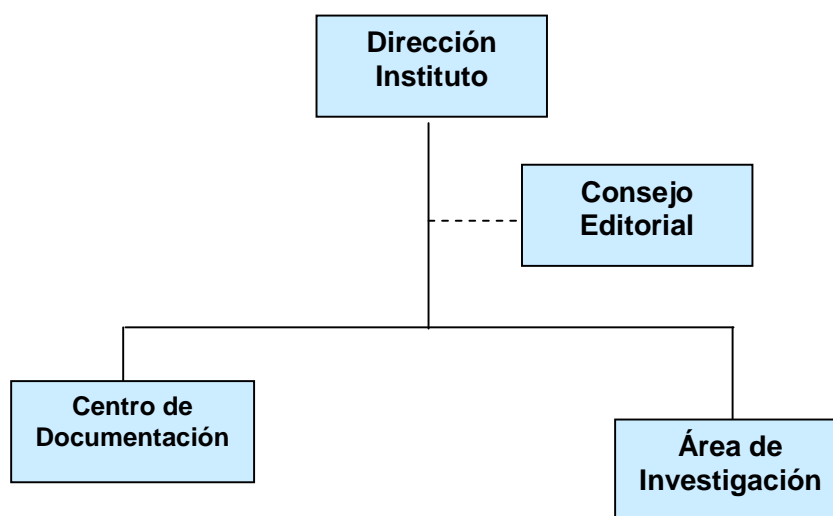 Dirección
Instituto
Consejo
Editorial
Centro de
Documentación
Área de
Investigación